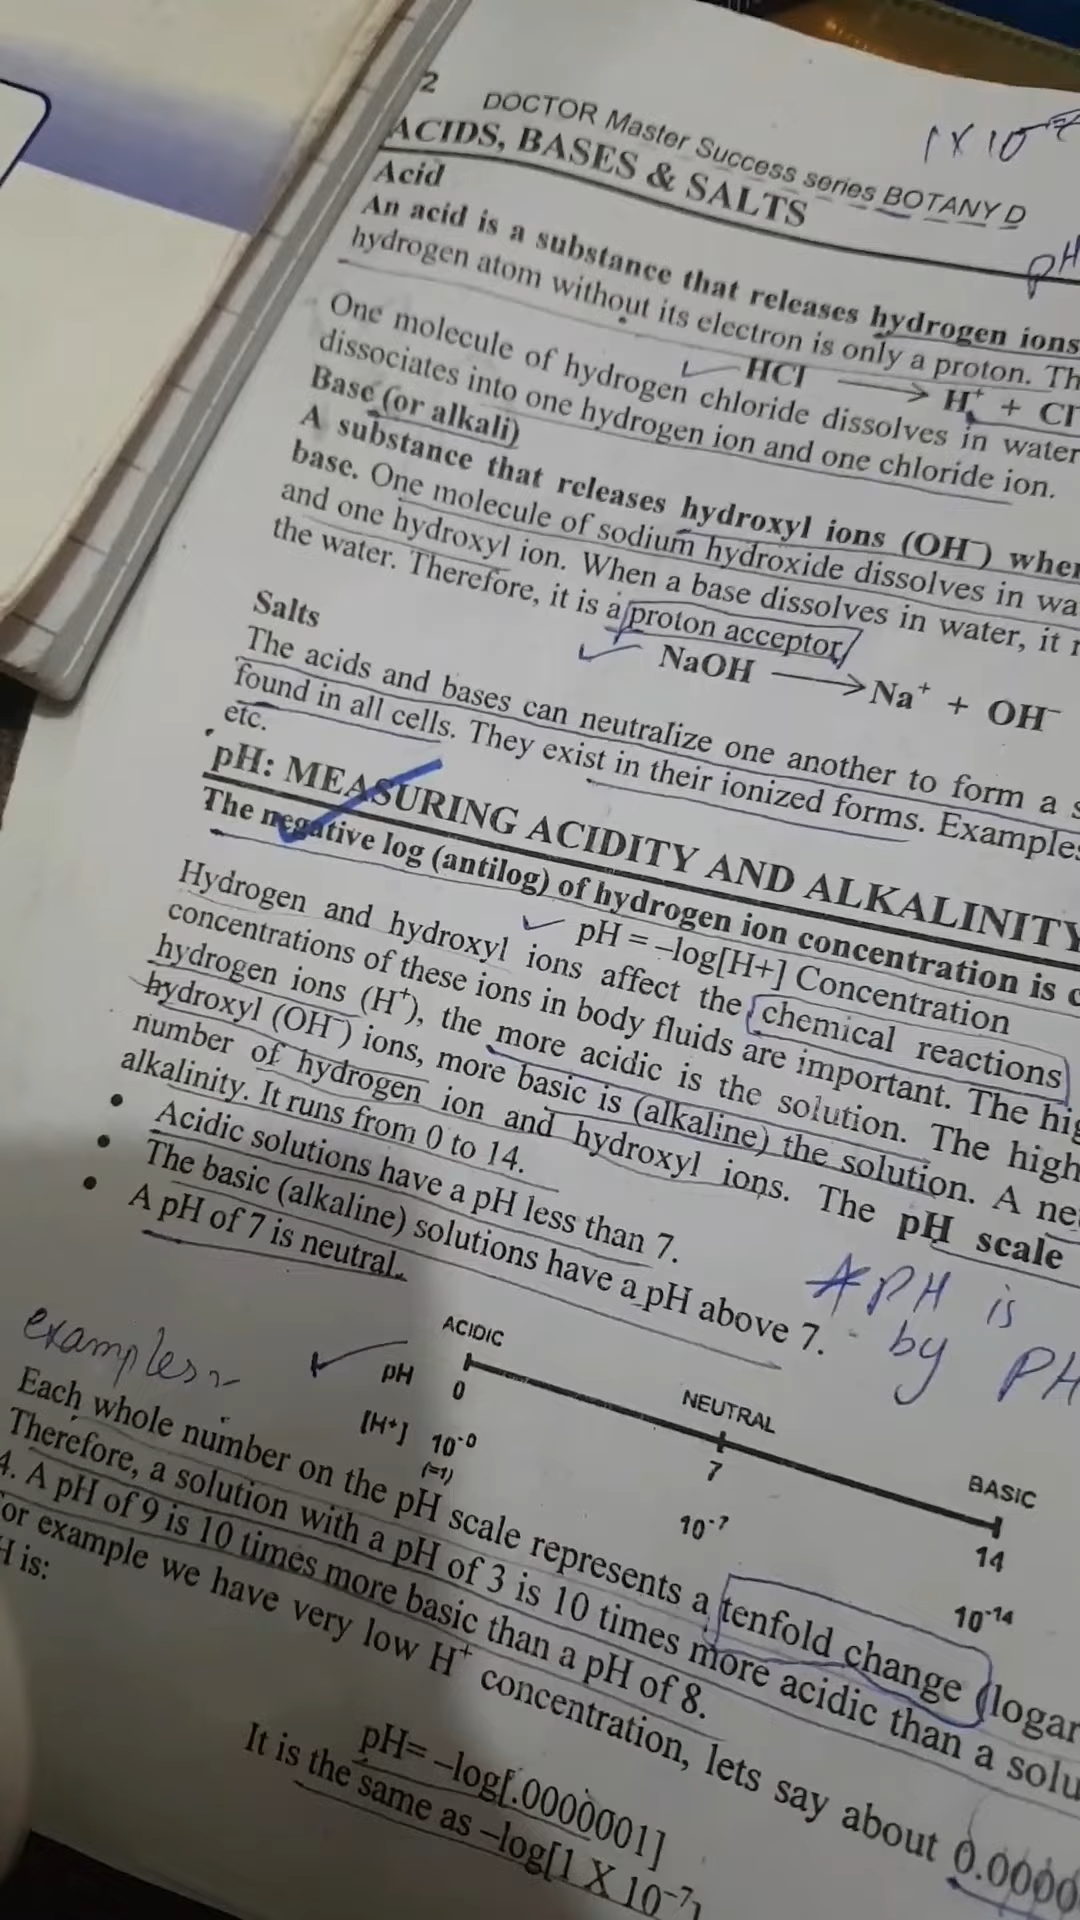 2
DOCTOR Master Success series BOTANY D
1 X 10
ACIDS, BASES & SALTS
Acid
pH
An acid is a substance that releases hydrogen ions
hydrogen atom without its electron is only a proton. Th
HCl → H⁺ + Cl⁻
One molecule of hydrogen chloride dissolves in water
dissociates into one hydrogen ion and one chloride ion.
Base (or alkali)
A substance that releases hydroxyl ions (OH⁻) when
base. One molecule of sodium hydroxide dissolves in wa
and one hydroxyl ion. When a base dissolves in water, it
the water. Therefore, it is a proton acceptor
NaOH → Na⁺ + OH⁻
Salts
The acids and bases can neutralize one another to form a s
found in all cells. They exist in their ionized forms. Examples
etc.
pH: MEASURING ACIDITY AND ALKALINITY
The negative log (antilog) of hydrogen ion concentration is c
pH = –log[H+] Concentration
Hydrogen and hydroxyl ions affect the chemical reactions
concentrations of these ions in body fluids are important. The hig
hydrogen ions (H⁺), the more acidic is the solution. The high
hydroxyl (OH⁻) ions, more basic is (alkaline) the solution. A ne
number of hydrogen ion and hydroxyl ions. The pH scale
alkalinity. It runs from 0 to 14.
• Acidic solutions have a pH less than 7.
• The basic (alkaline) solutions have a pH above 7.
• A pH of 7 is neutral.
A PH is
by PH
examples
ACIDIC
NEUTRAL
BASIC
pH 0 7 14
[H⁺] 10⁻⁰ 10⁻⁷ 10⁻¹⁴
(=1)
Each whole number on the pH scale represents a tenfold change (logar
Therefore, a solution with a pH of 3 is 10 times more acidic than a solu
4. A pH of 9 is 10 times more basic than a pH of 8.
or example we have very low H⁺ concentration, lets say about 0.0000
H is:
pH= –log[.0000001]
It is the same as –log[1 X 10⁻⁷]